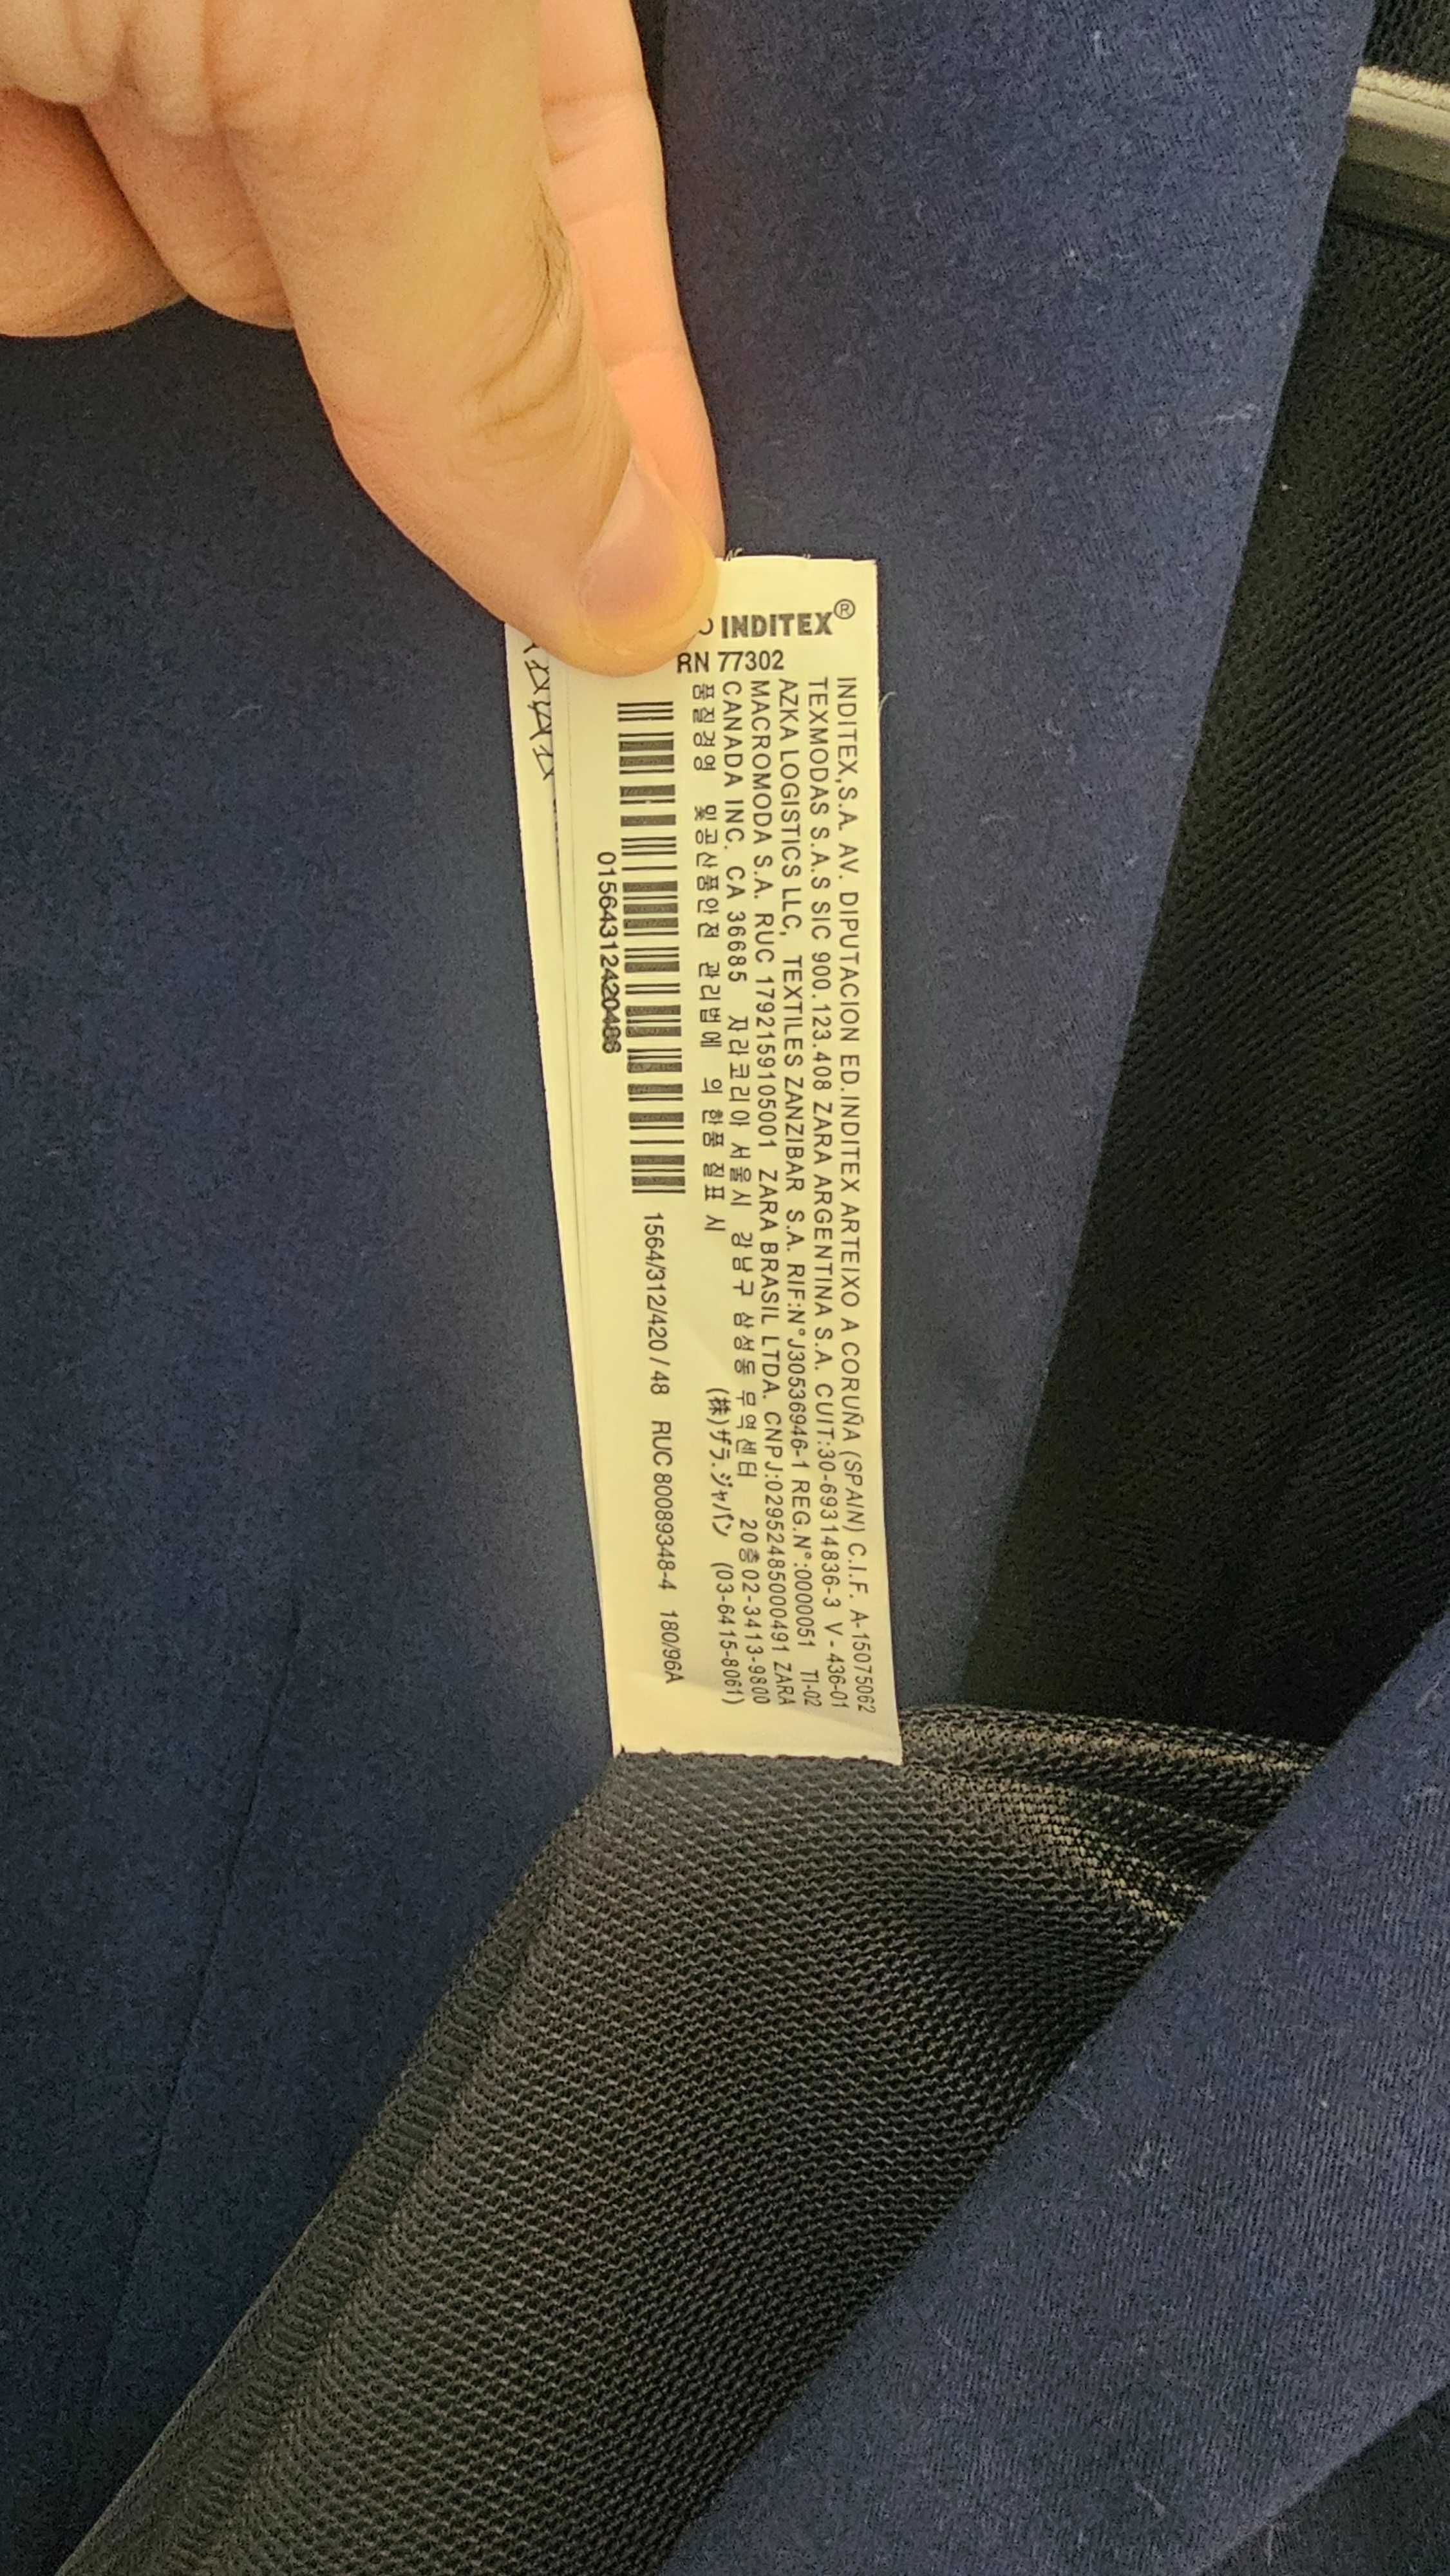 INDITEX®
RN 77302
INDITEX,S.A. AV. DIPUTACION ED.INDITEX ARTEIXO A CORUÑA (SPAIN) C.I.F. A-15075062
TEXMODAS S.A.S SIC 900.123.408 ZARA ARGENTINA S.A. CUIT:30-69314836-3 V-436-01
AZKA LOGISTICS LLC, TEXTILES ZANZIBAR S.A. RIF:N°J30536946-1 REG.N°:0000051 TI-02
MACROMODA S.A. RUC 1792159105001 ZARA BRASIL LTDA. CNPJ:02952485000491 ZARA
CANADA INC. CA 36685 자라코리아 서울시 강남구 삼성동 무역센터 20층02-3413-9800
품질경영 및공산품안전 관리법에 의한품질표시 (株)ザラ.ジャパン (03-6415-8061)
01564312420486
1564/312/420 / 48 RUC 80089348-4 180/96A